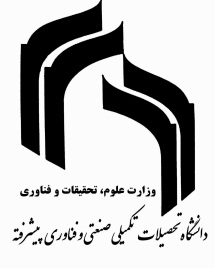 وزارت علوم، تحقیقات و فناوری
دانشگاه تحصیلات تکمیلی صنعتی و فناوری پیشرفته